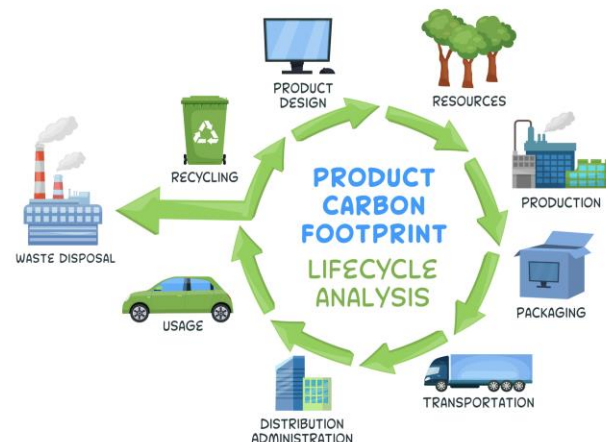 PRODUCT
DESIGN
RESOURCES
RECYCLING
PRODUCT
CARBON
FOOTPRINT
LIFECYCLE
ANALYSIS
PRODUCTION
WASTE DISPOSAL
PACKAGING
USAGE
TRANSPORTATION
DISTRIBUTION
ADMINISTRATION